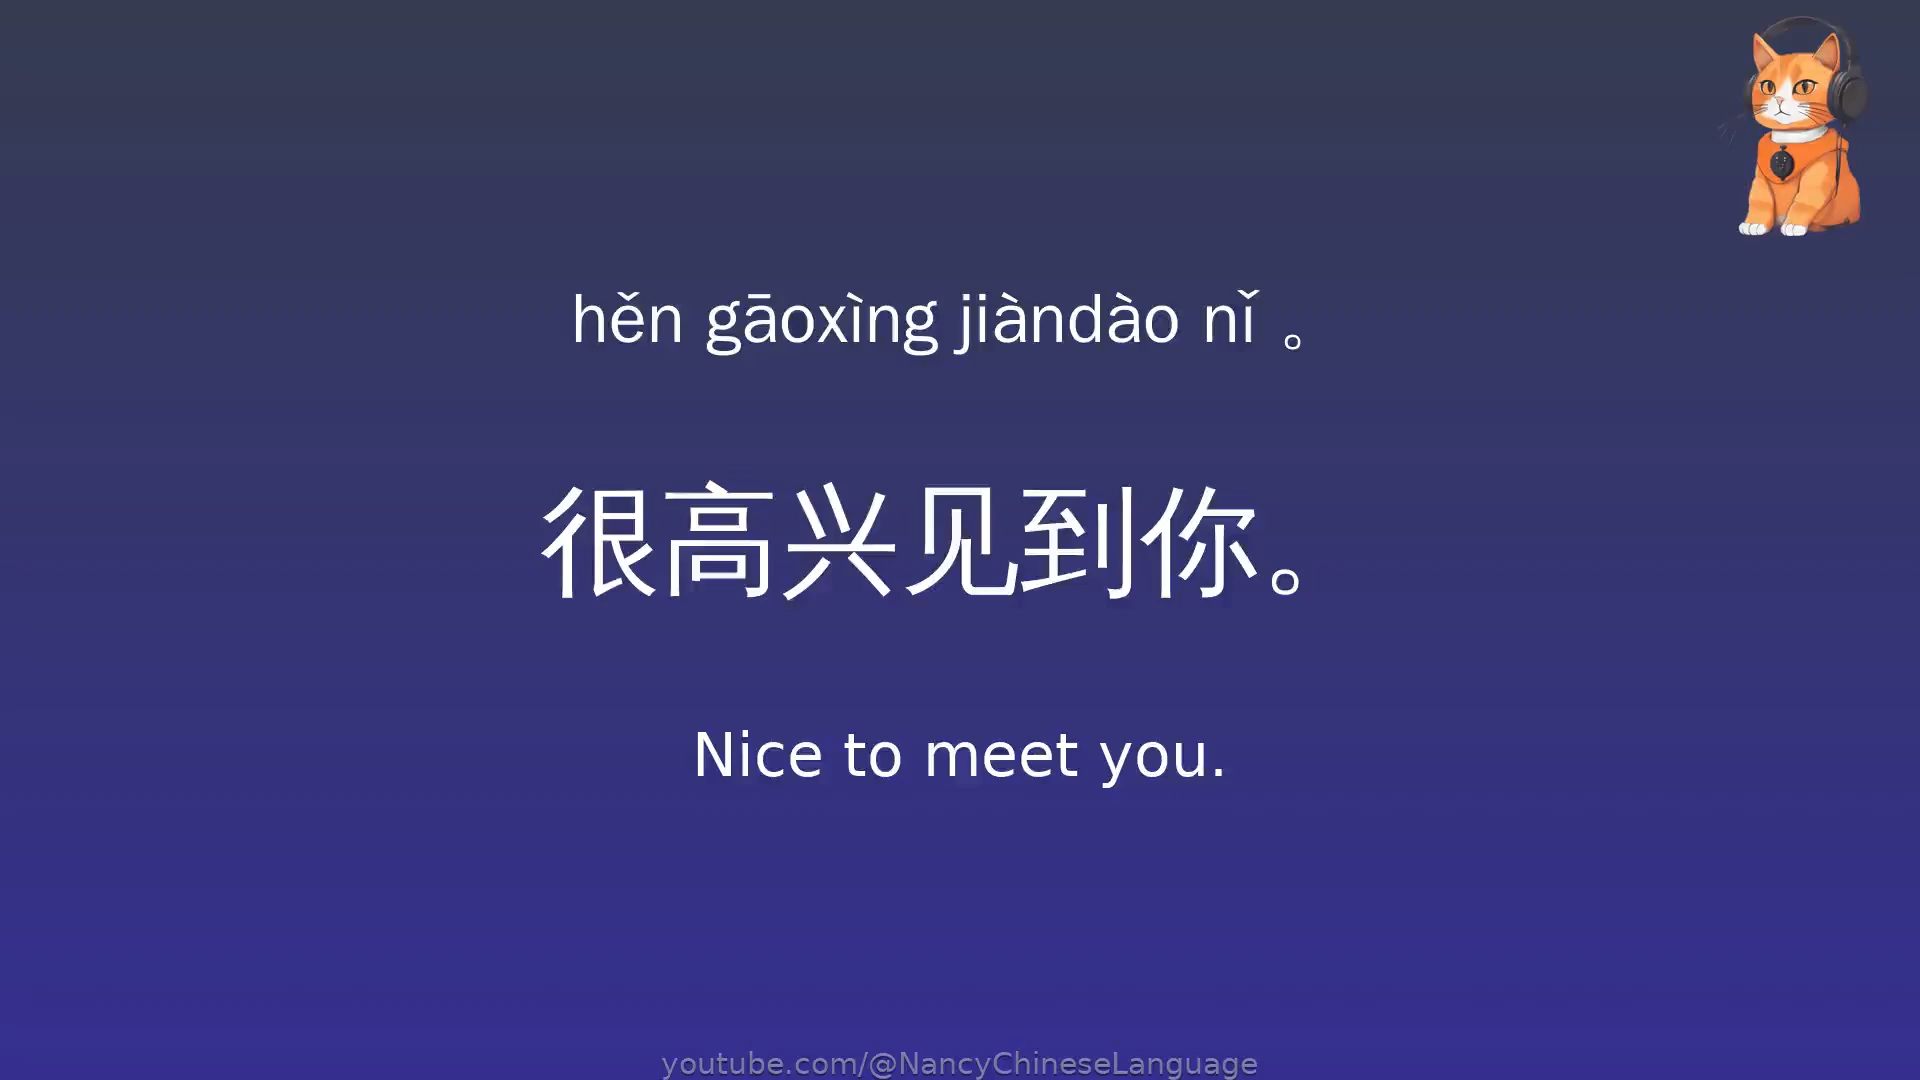 hěn gāoxìng jiàndào nǐ 。
很高兴见到你。
Nice to meet you.
youtube.com/@NancyChineseLanguage